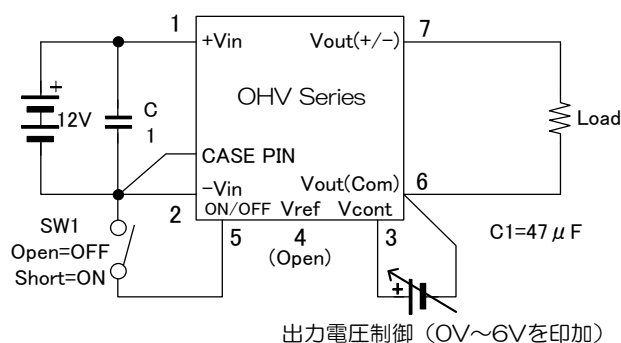 1
7
+Vin
Vout(+/−)
OHV Series
+
12V
C
1
Load
CASE PIN
−Vin
Vout(Com)
6
2
ON/OFF
Vref
Vcont
SW1
5
4
3
C1=47μF
Open=OFF
(Open)
Short=ON
+
出力電圧制御（0V～6Vを印加）